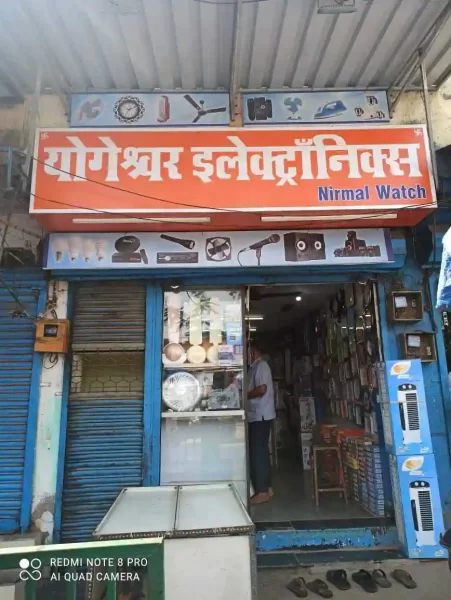 योगेश्वर इलेक्ट्रॉंनिक्स
Nirmal Watch
REDMI NOTE 8 PRO
AI QUAD CAMERA